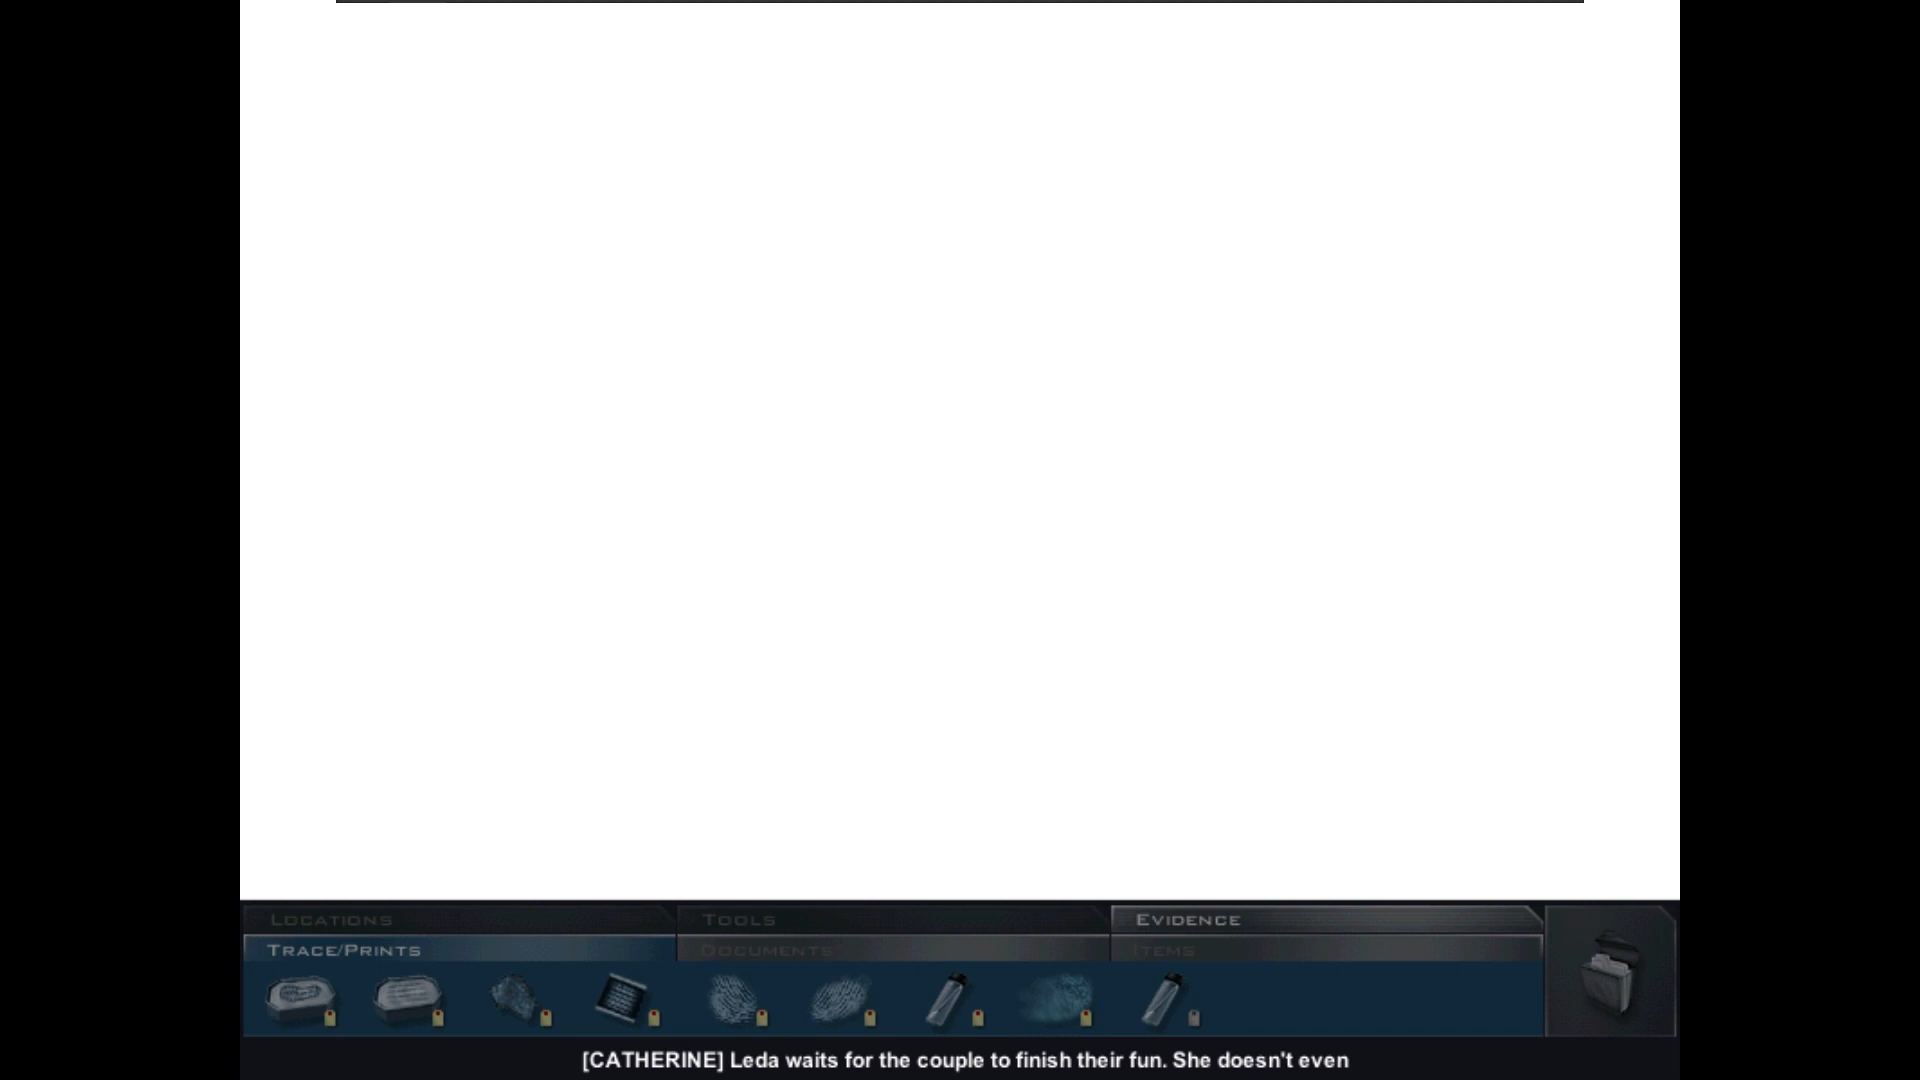 LOCATIONS
TOOLS
EVIDENCE
TRACE/PRINTS
DOCUMENTS
ITEMS
[CATHERINE] Leda waits for the couple to finish their fun. She doesn't even